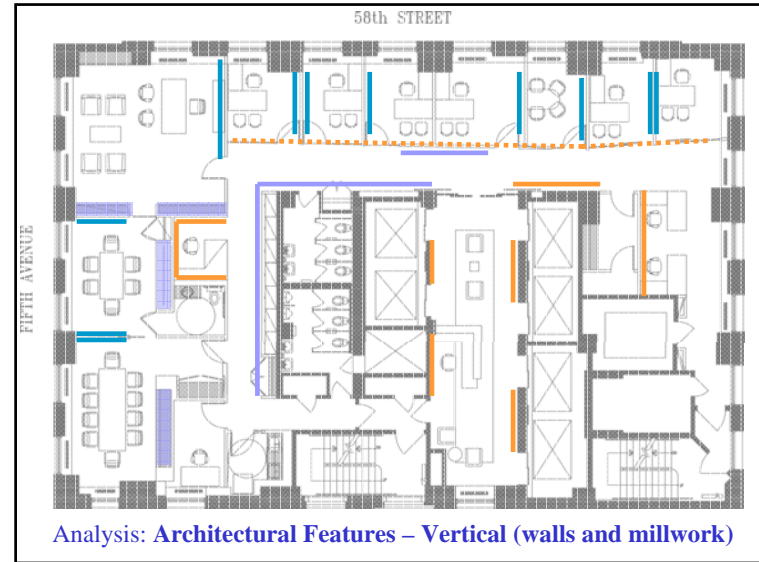 58th STREET
FIFTH AVENUE
Analysis: Architectural Features – Vertical (walls and millwork)